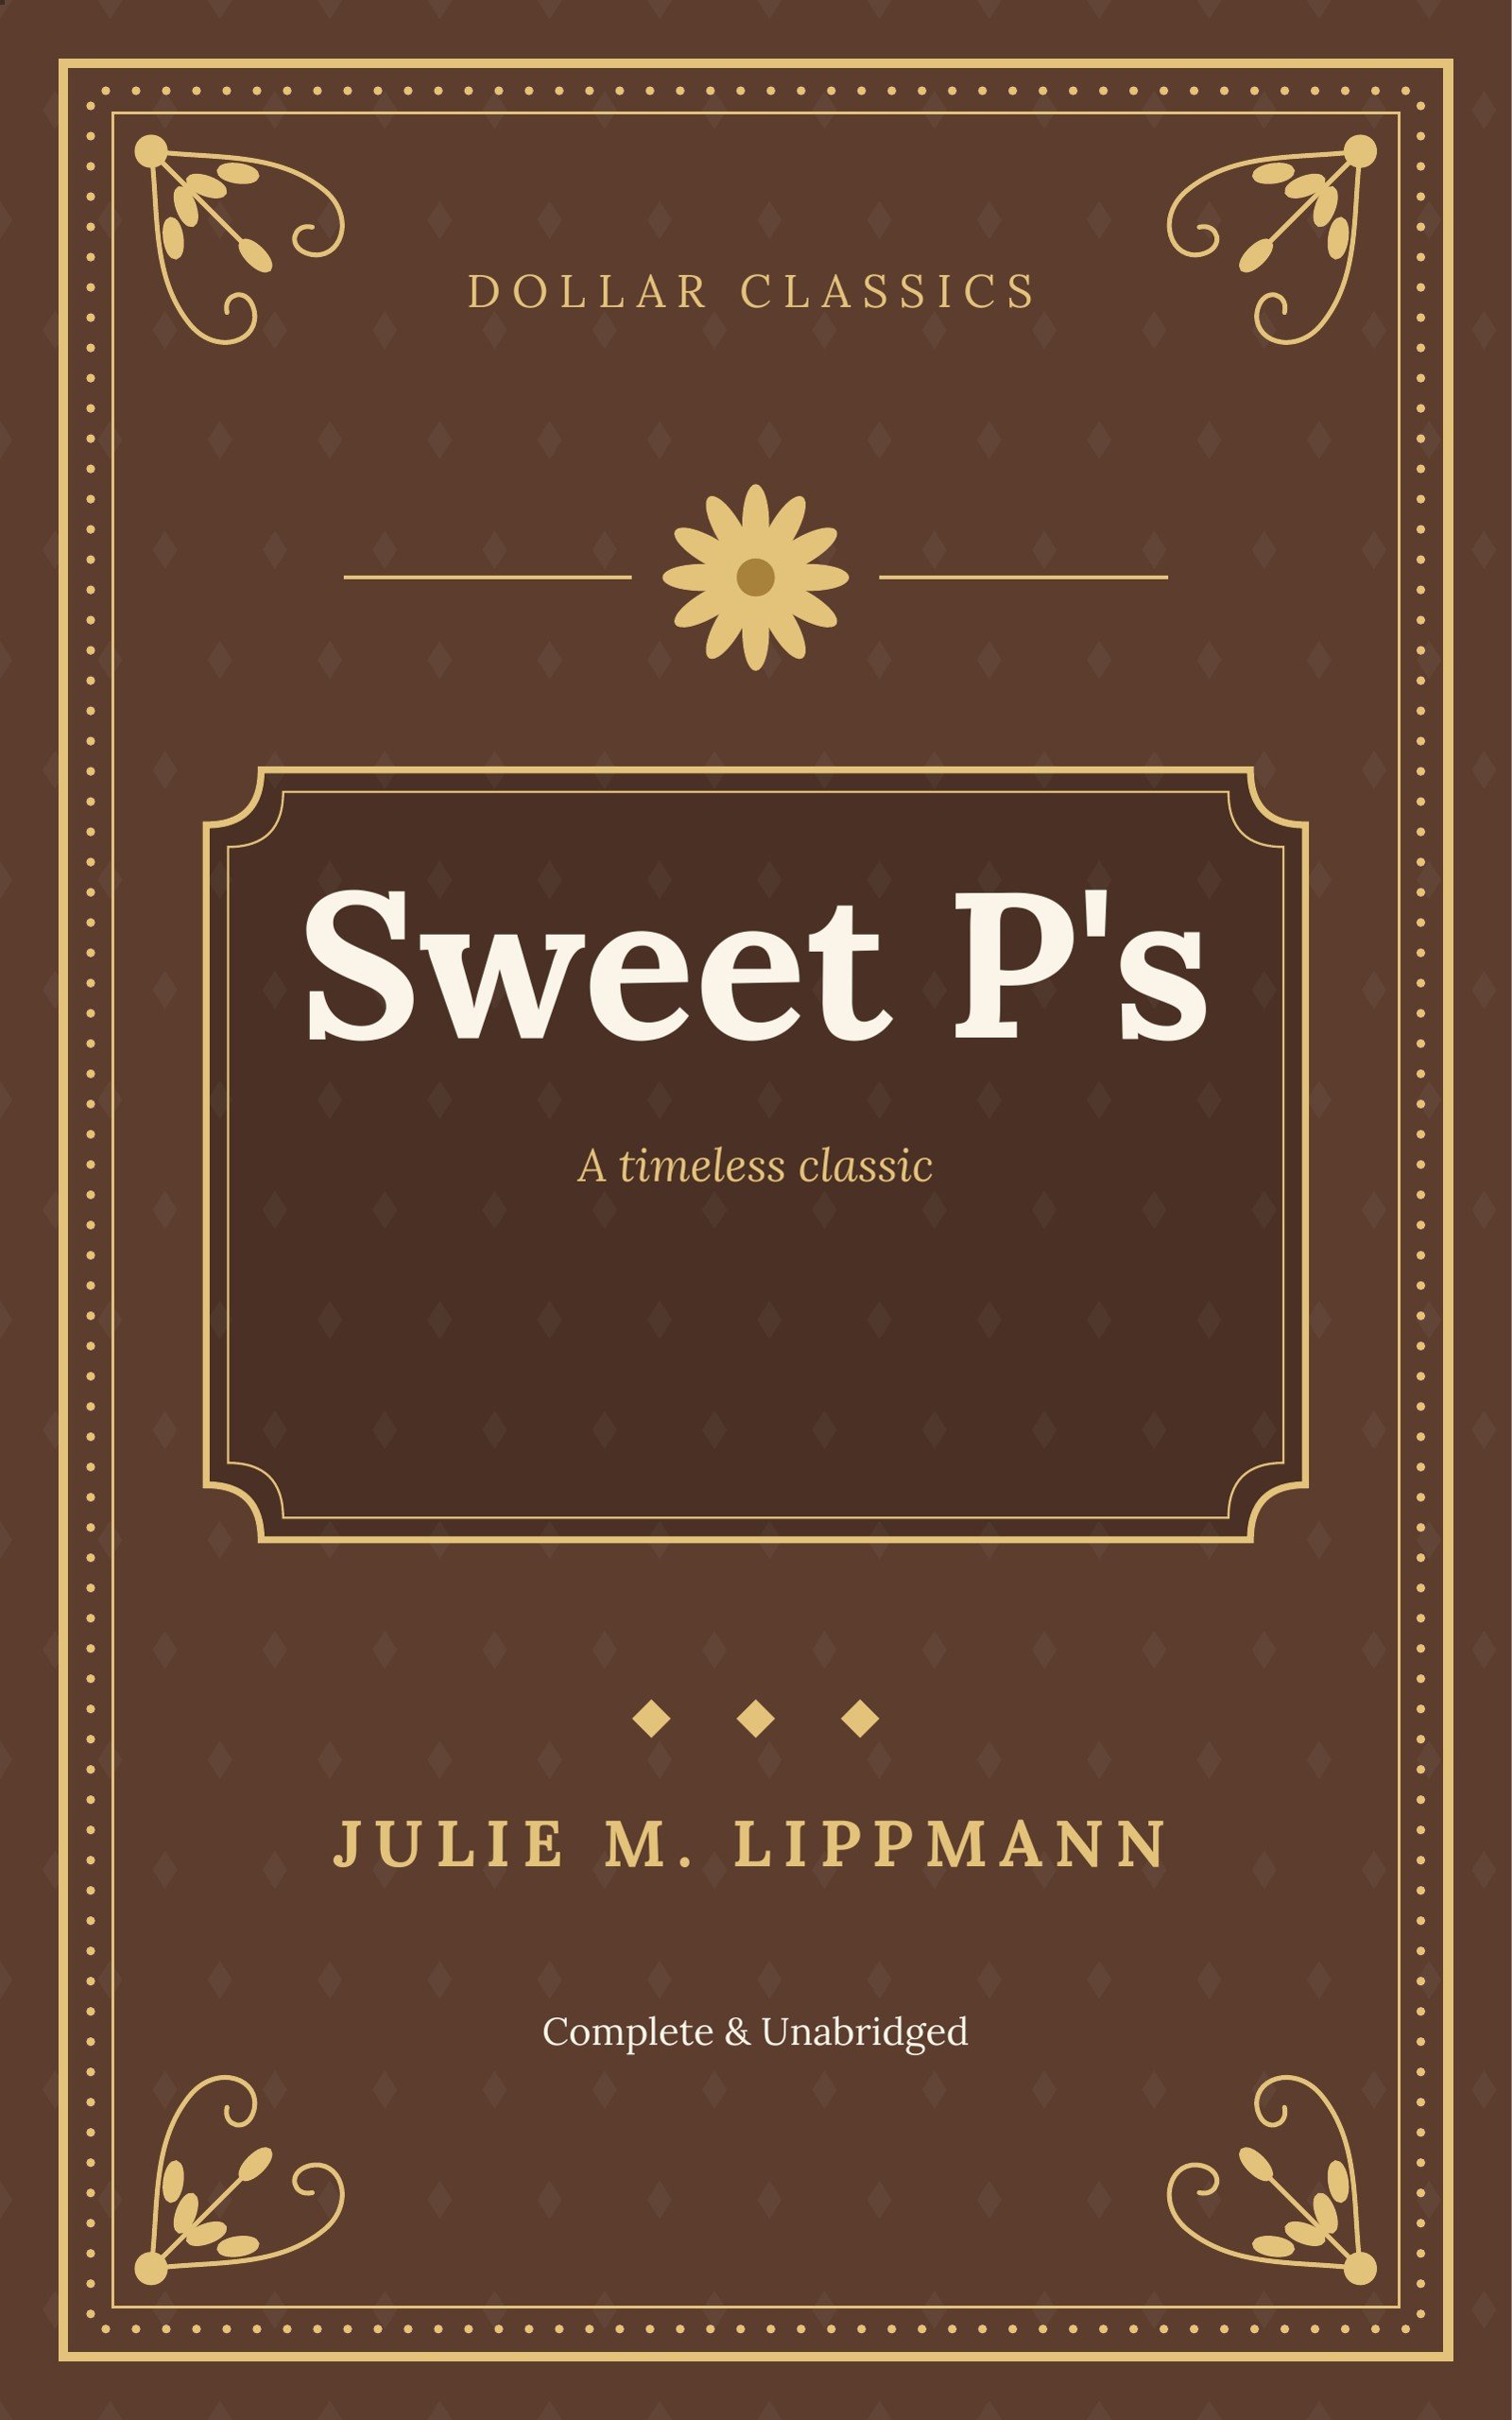 DOLLAR CLASSICS
Sweet P's
A timeless classic
JULIE M. LIPPMANN
Complete & Unabridged